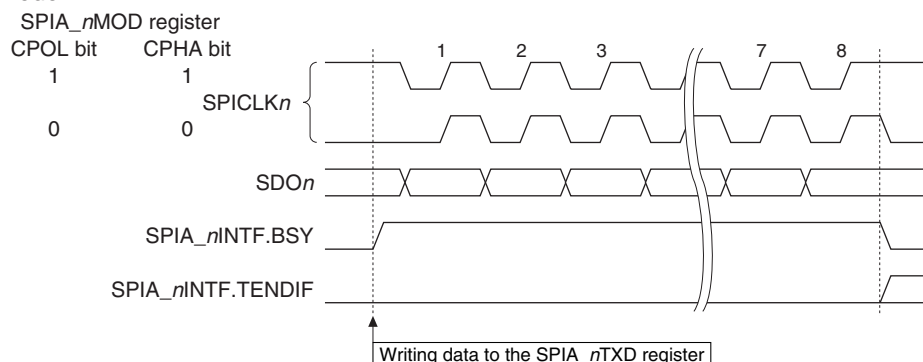 SPIA_nMOD register
CPOL bit CPHA bit
1 1
0 0
SPICLKn
1 2 3 7 8
SDOn
SPIA_nINTF.BSY
SPIA_nINTF.TENDIF
Writing data to the SPIA_nTXD register